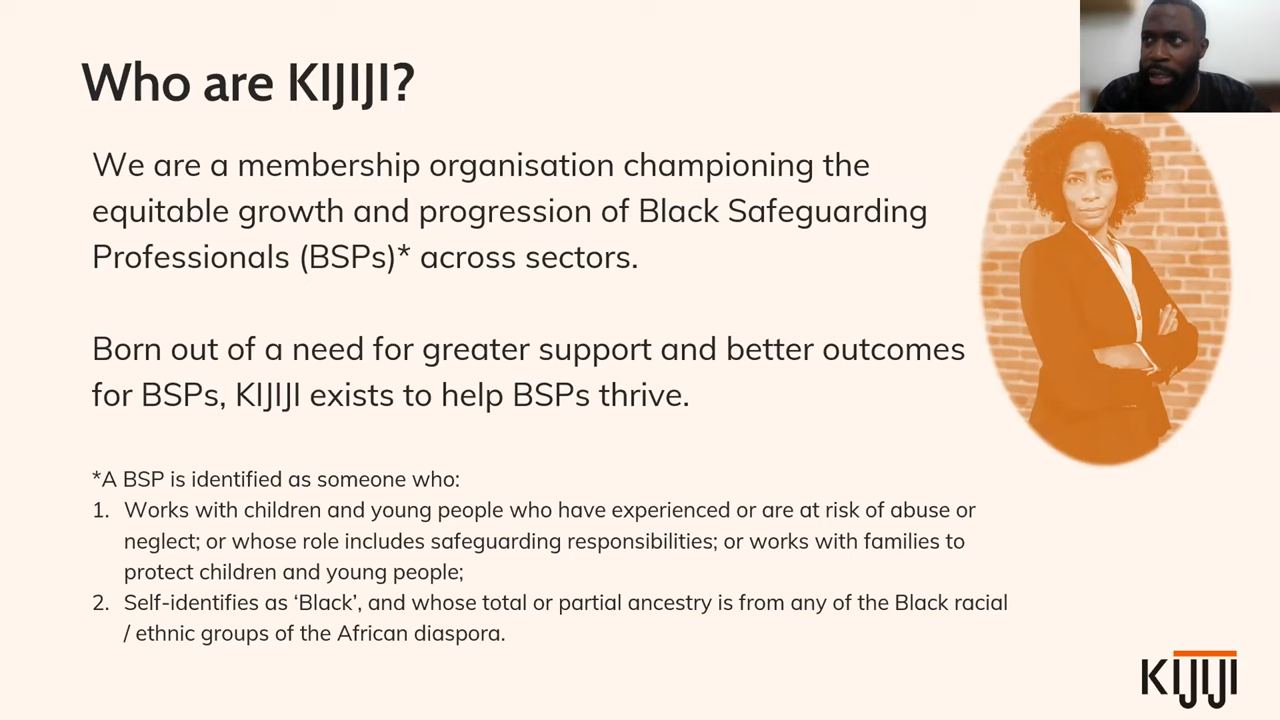 Who are KIJIJI?
We are a membership organisation championing the
equitable growth and progression of Black Safeguarding
Professionals (BSPs)* across sectors.
Born out of a need for greater support and better outcomes
for BSPs, KIJIJI exists to help BSPs thrive.
*A BSP is identified as someone who:
1. Works with children and young people who have experienced or are at risk of abuse or
neglect; or whose role includes safeguarding responsibilities; or works with families to
protect children and young people;
2. Self-identifies as ‘Black’, and whose total or partial ancestry is from any of the Black racial
/ ethnic groups of the African diaspora.
KIJIJI